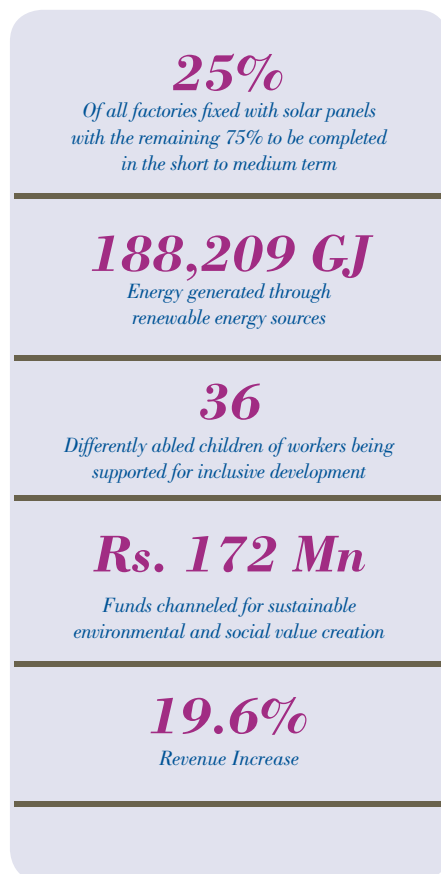 25%
Of all factories fixed with solar panels
with the remaining 75% to be completed
in the short to medium term
188,209 GJ
Energy generated through
renewable energy sources
36
Differently abled children of workers being
supported for inclusive development
Rs. 172 Mn
Funds channeled for sustainable
environmental and social value creation
19.6%
Revenue Increase